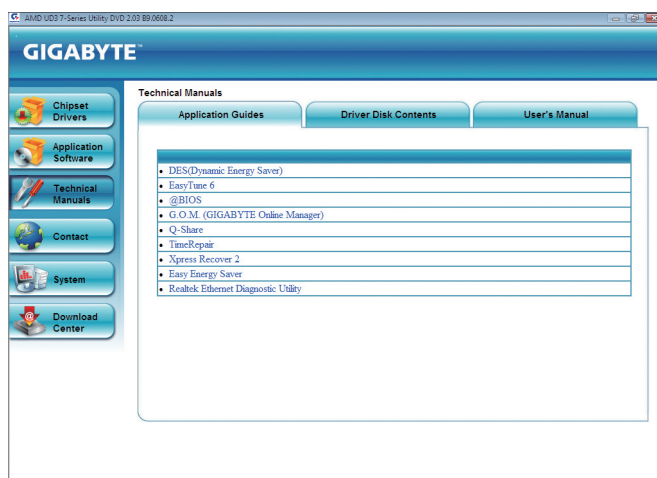 AMD UD3 7-Series Utility DVD 2.03 B9.0608.2
GIGABYTE™
Chipset
Drivers
Application
Software
Technical
Manuals
Contact
System
Download
Center
Technical Manuals
Application Guides
Driver Disk Contents
User's Manual
• DES(Dynamic Energy Saver)
• EasyTune 6
• @BIOS
• G.O.M. (GIGABYTE Online Manager)
• Q-Share
• TimeRepair
• Xpress Recover 2
• Easy Energy Saver
• Realtek Ethernet Diagnostic Utility